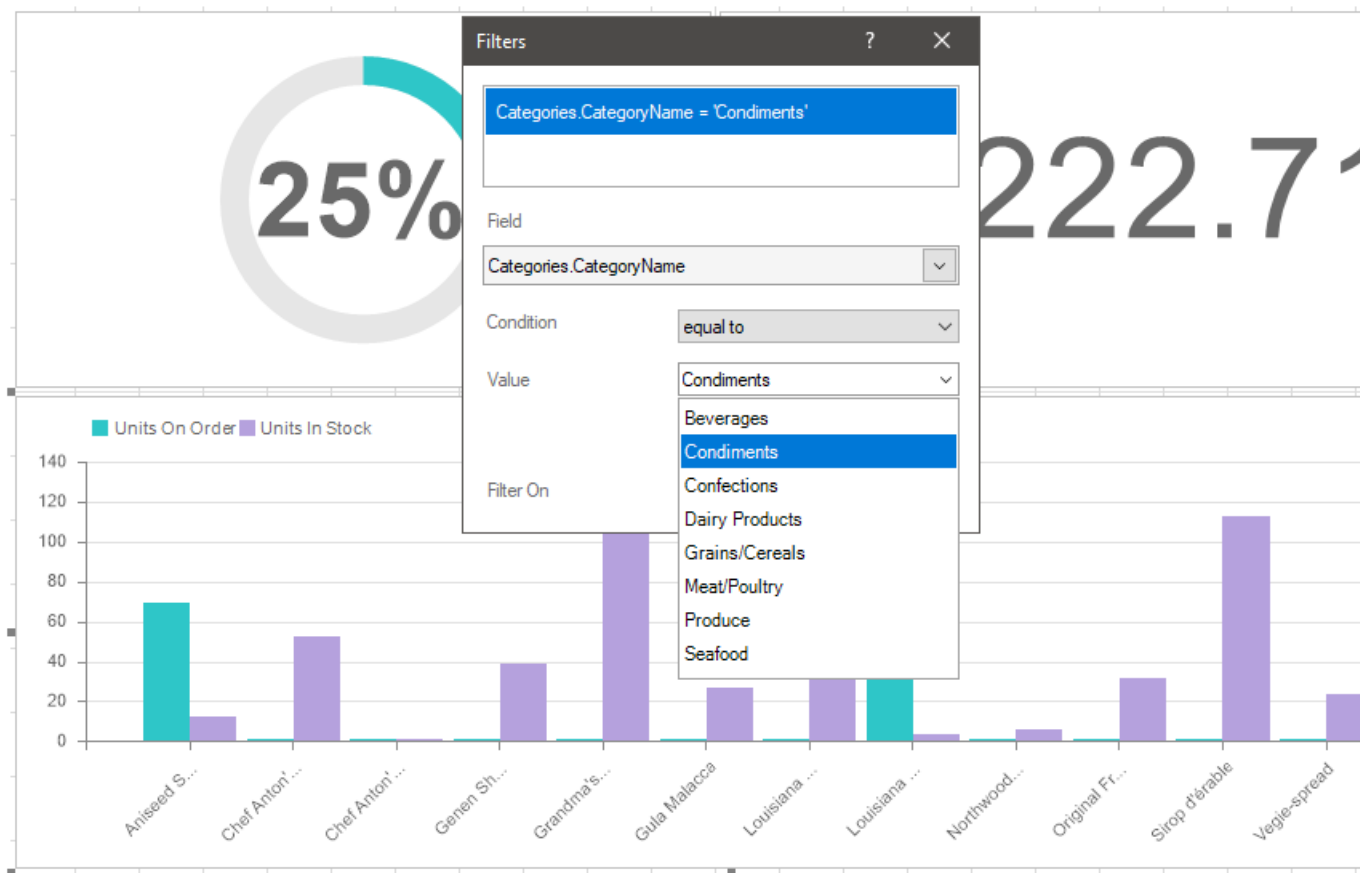 Filters
?
Categories.CategoryName = 'Condiments'
25%
222.71
Field
Categories.CategoryName
Condition
equal to
Value
Condiments
Beverages
Condiments
Confections
Dairy Products
Grains/Cereals
Meat/Poultry
Produce
Seafood
Filter On
Units On Order
Units In Stock
140
120
100
80
60
40
20
0
Aniseed S...
Chef Anton'...
Chef Anton'...
Genen Sh...
Grandma's...
Gula Malacca
Louisiana ...
Louisiana ...
Northwood...
Original Fr...
Sirop d'érable
Vegie-spread